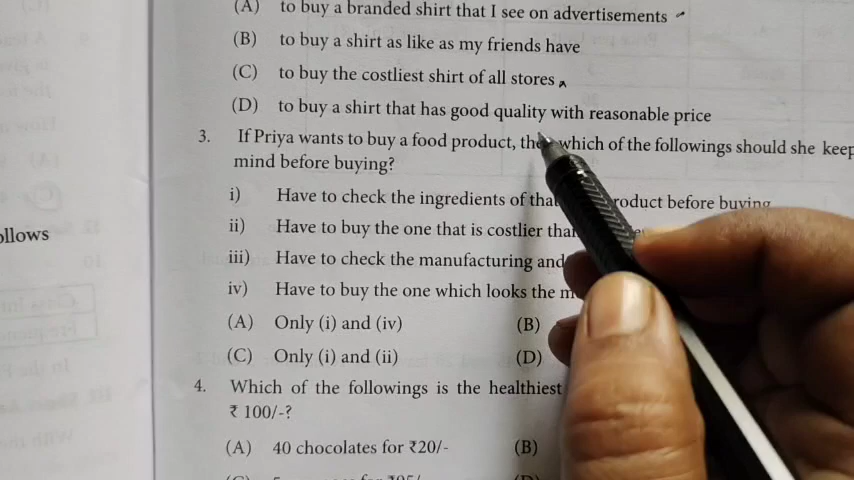 (A) to buy a branded shirt that I see on advertisements
(B) to buy a shirt as like as my friends have
(C) to buy the costliest shirt of all stores
(D) to buy a shirt that has good quality with reasonable price
3. If Priya wants to buy a food product, which of the followings should she keep
mind before buying?
i) Have to check the ingredients of that product before buying
ii) Have to buy the one that is costlier
iii) Have to check the manufacturing and
iv) Have to buy the one which looks the
(A) Only (i) and (iv) (B)
(C) Only (i) and (ii) (D)
4. Which of the followings is the healthiest
₹ 100/-?
(A) 40 chocolates for ₹20/- (B)
ollows